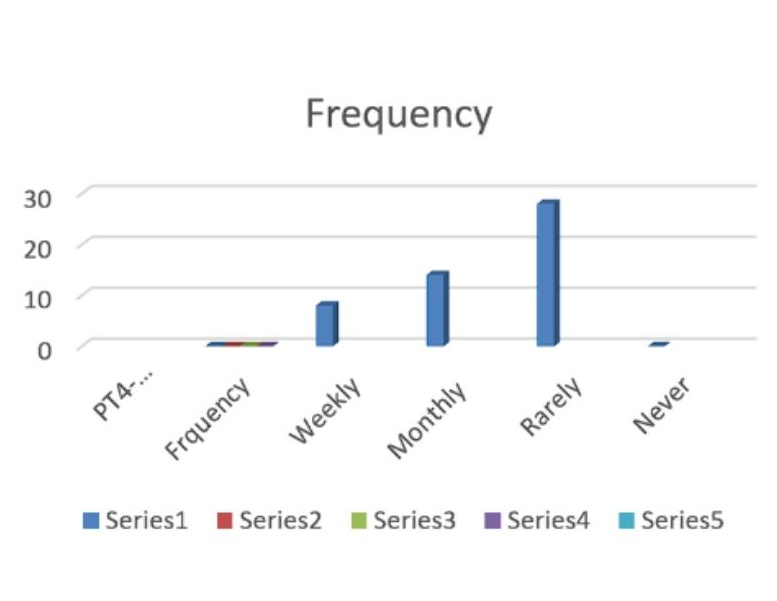 Frequency
30
20
10
0
PT4-...
Frquency
Weekly
Monthly
Rarely
Never
Series1 Series2 Series3 Series4 Series5